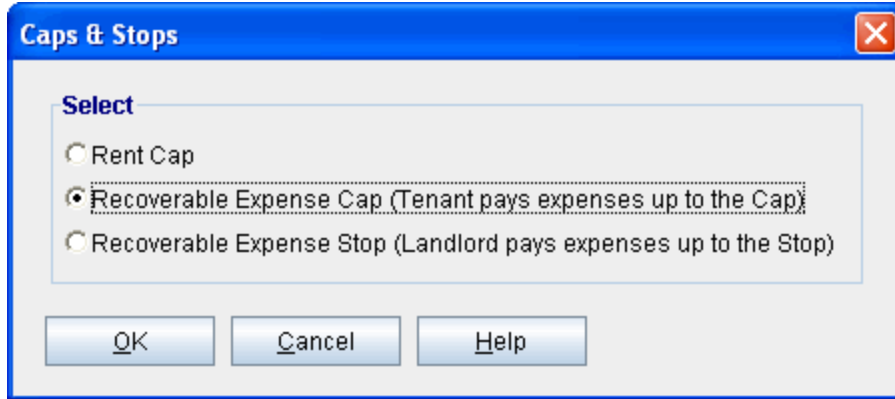 Caps & Stops
Select
Rent Cap
Recoverable Expense Cap (Tenant pays expenses up to the Cap)
Recoverable Expense Stop (Landlord pays expenses up to the Stop)
OK Cancel Help